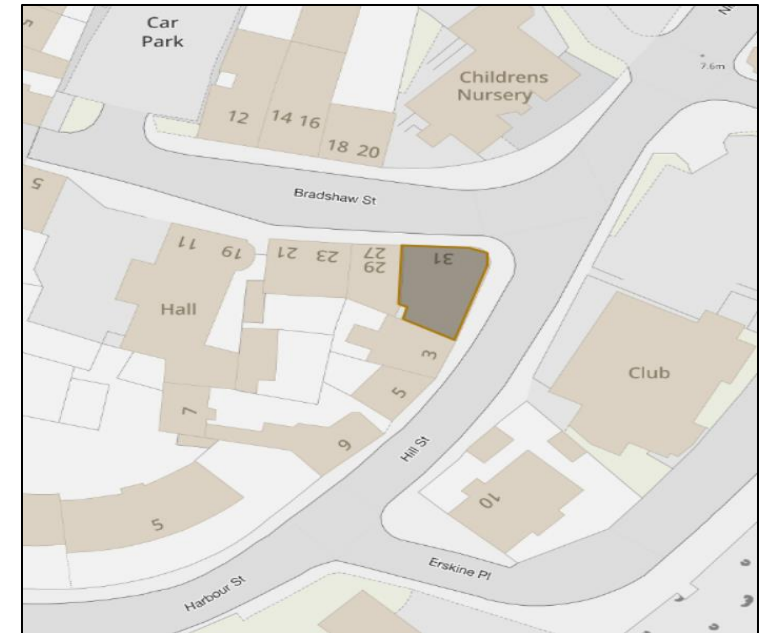 Car
Park
Childrens
Nursery
7.6m
12
14 16
18 20
5
Bradshaw St
11
19
21
23
27
29
31
Hall
3
5
Club
7
9
Hill St
10
5
Erskine Pl
Harbour St